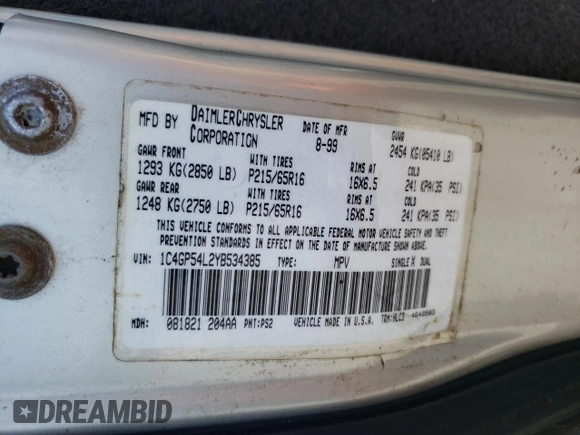 MFD BY DAIMLERCHRYSLER CORPORATION DATE OF MFR 8-99 GVWR 2454 KG(05410 LB)
GAWR FRONT WITH TIRES RIMS AT COLD
1293 KG(2850 LB) P215/65R16 16X6.5 241 KPA(35 PSI)
GAWR REAR WITH TIRES RIMS AT COLD
1248 KG(2750 LB) P215/65R16 16X6.5 241 KPA(35 PSI)
THIS VEHICLE CONFORMS TO ALL APPLICABLE FEDERAL MOTOR VEHICLE SAFETY AND THEFT
PREVENTION STANDARDS IN EFFECT ON THE DATE OF MANUFACTURE SHOWN ABOVE.
VIN: 1C4GP54L2YB534385 TYPE: MPV SINGLE X DUAL
MDH: 081821 204AA PNT:PS2 VEHICLE MADE IN U.S.A. TRM:HLC3
DREAMBID